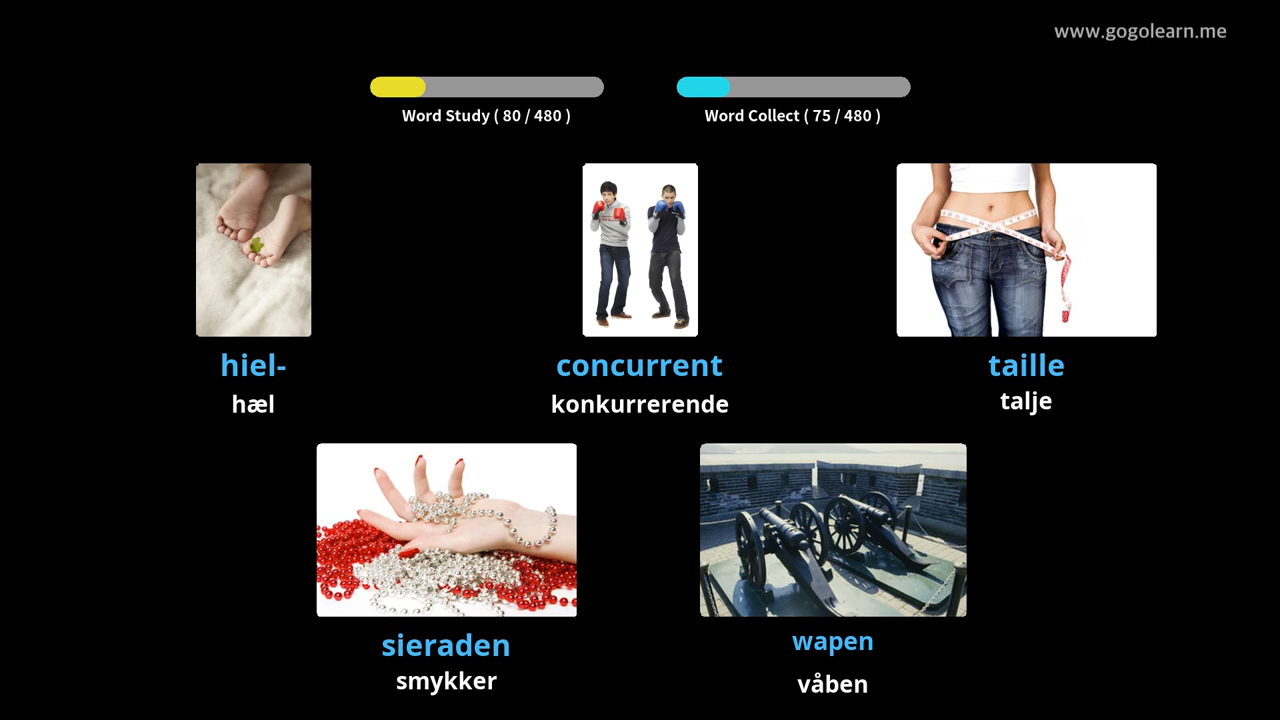 www.gogolearn.me
Word Study ( 80 / 480 )
Word Collect ( 75 / 480 )
hiel-
hæl
concurrent
konkurrerende
taille
talje
sieraden
smykker
wapen
våben